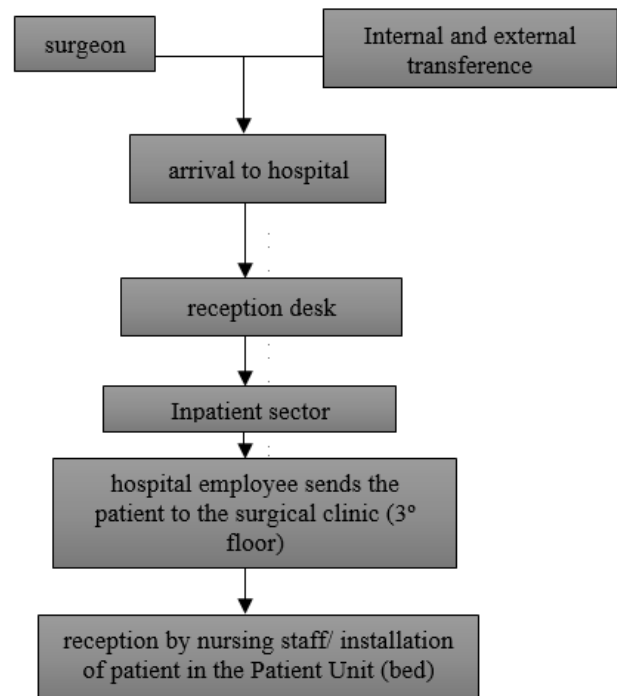 surgeon
Internal and external
transference
arrival to hospital
reception desk
Inpatient sector
hospital employee sends the
patient to the surgical clinic (3º
floor)
reception by nursing staff/ installation
of patient in the Patient Unit (bed)